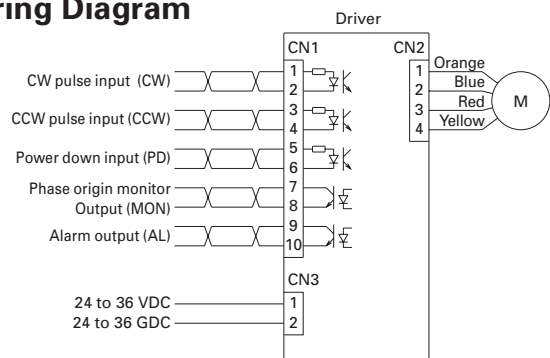 ring Diagram
Driver
CN1
CN2
CW pulse input (CW)
1
2
CCW pulse input (CCW)
3
4
Power down input (PD)
5
6
Phase origin monitor
Output (MON)
7
8
Alarm output (AL)
9
10
1 Orange
2 Blue
3 Red
4 Yellow
M
CN3
24 to 36 VDC 1
24 to 36 GDC 2